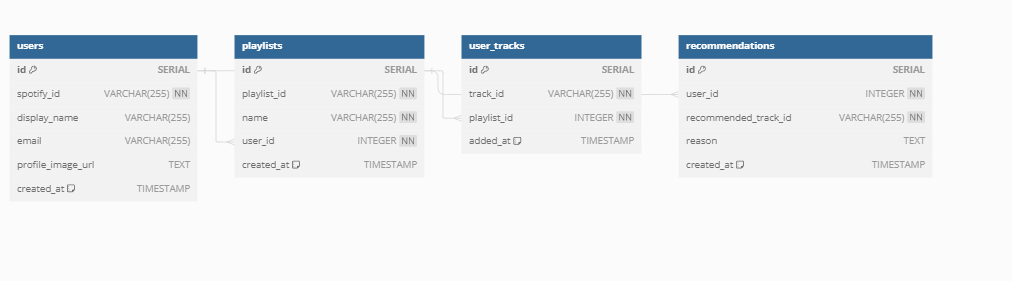 users
id SERIAL
spotify_id VARCHAR(255) NN
display_name VARCHAR(255)
email VARCHAR(255)
profile_image_url TEXT
created_at TIMESTAMP
playlists
id SERIAL
playlist_id VARCHAR(255) NN
name VARCHAR(255) NN
user_id INTEGER NN
created_at TIMESTAMP
user_tracks
id SERIAL
track_id VARCHAR(255) NN
playlist_id INTEGER NN
added_at TIMESTAMP
recommendations
id SERIAL
user_id INTEGER NN
recommended_track_id VARCHAR(255) NN
reason TEXT
created_at TIMESTAMP